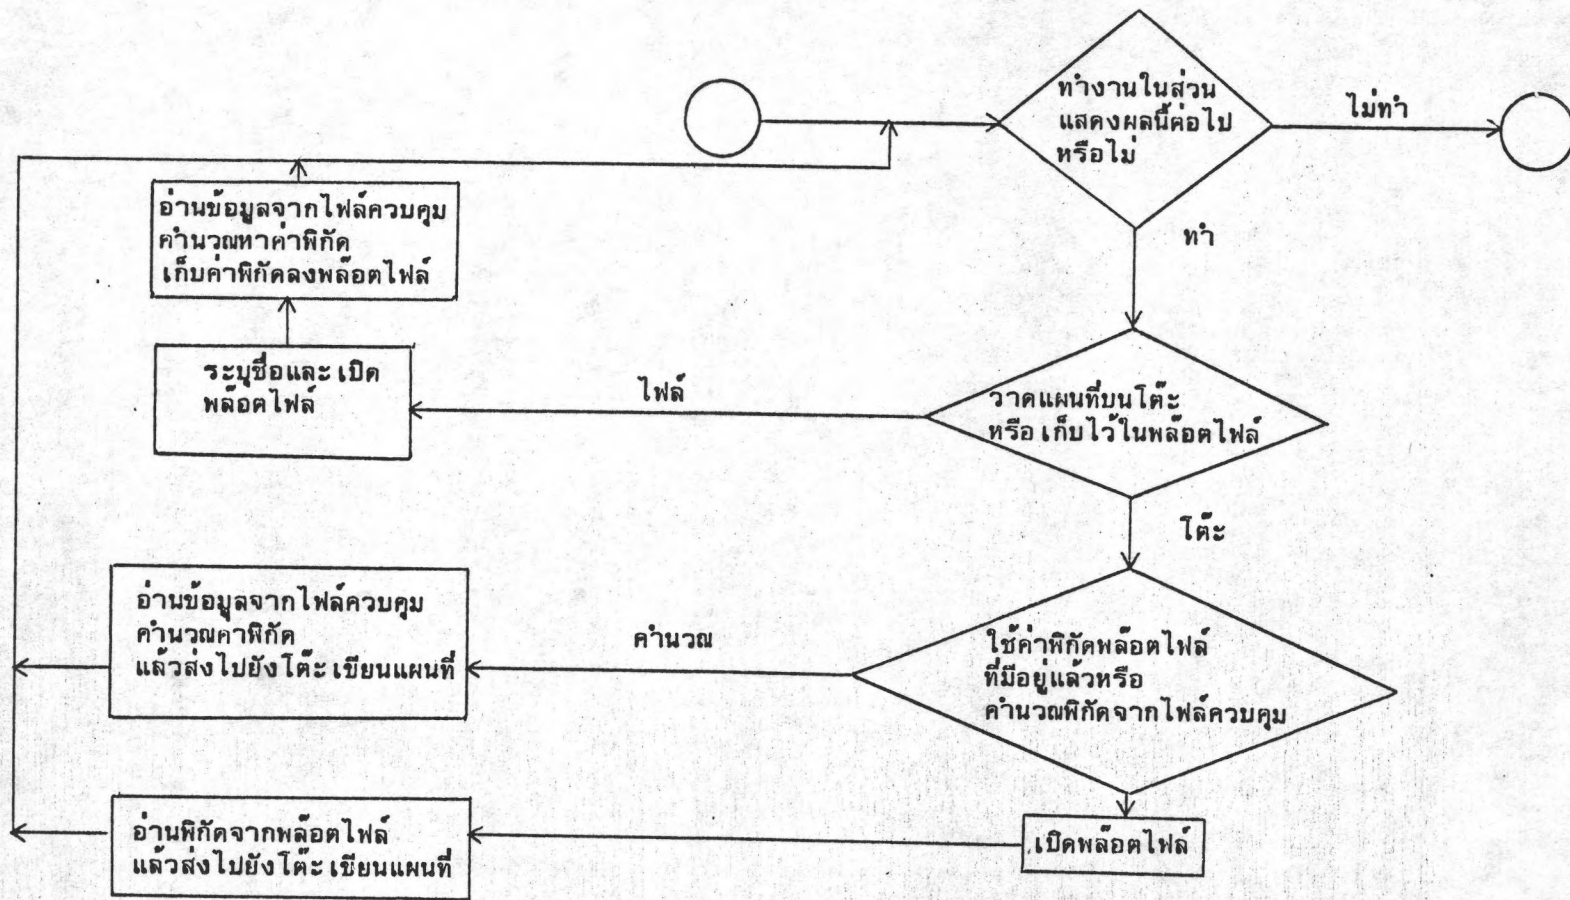 ทำงานในส่วน
แสดงผลนี้ต่อไป
หรือไม่
ไม่ทำ
ทำ
อ่านข้อมูลจากไฟล์ควบคุม
คำนวณหาค่าพิกัด
เก็บค่าพิกัดลงพล๊อตไฟล์
ระบุชื่อและ เปิด
พล๊อตไฟล์
ไฟล์
วาดแผนที่บนโต๊ะ
หรือ เก็บไว้ในพล๊อตไฟล์
โต๊ะ
อ่านข้อมูลจากไฟล์ควบคุม
คำนวณคาพิกัด
แล้วส่งไปยังโต๊ะ เขียนแผนที่
คำนวณ
ใช้ค่าพิกัดพล๊อตไฟล์
ที่มีอยู่แล้วหรือ
คำนวณพิกัดจากไฟล์ควบคุม
อ่านพิกัดจากพล๊อตไฟล์
แล้วส่งไปยังโต๊ะ เขียนแผนที่
เปิดพล๊อตไฟล์